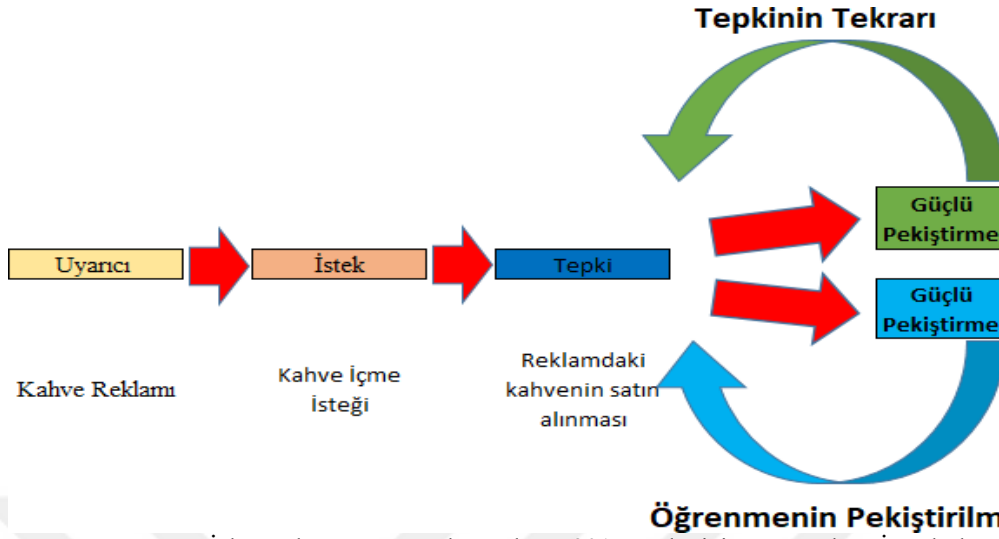 Tepkinin Tekrarı
Güçlü
Pekiştirme
Uyarıcı
İstek
Tepki
Güçlü
Pekiştirme
Kahve Reklamı
Kahve İçme
İsteği
Reklamdaki
kahvenin satın
alınması
Öğrenmenin Pekiştirilm